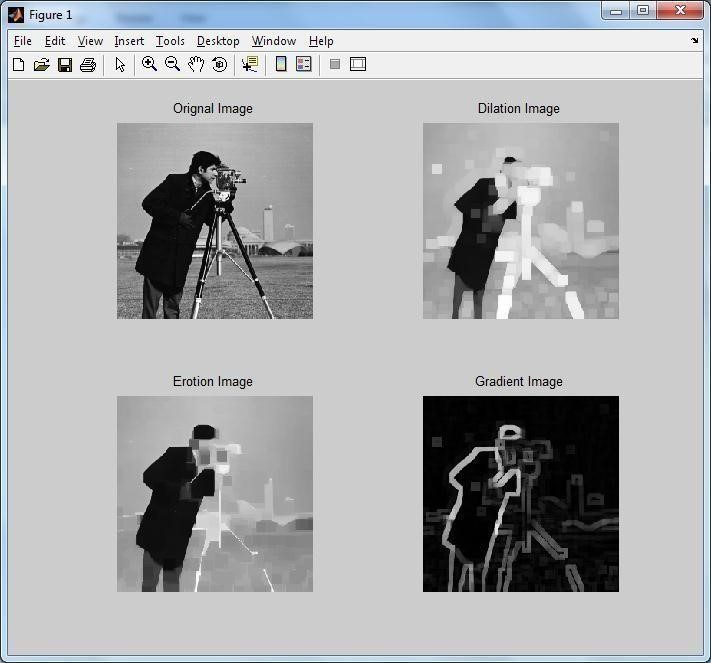 Figure 1
File Edit View Insert Tools Desktop Window Help
Orignal Image
Dilation Image
Erotion Image
Gradient Image